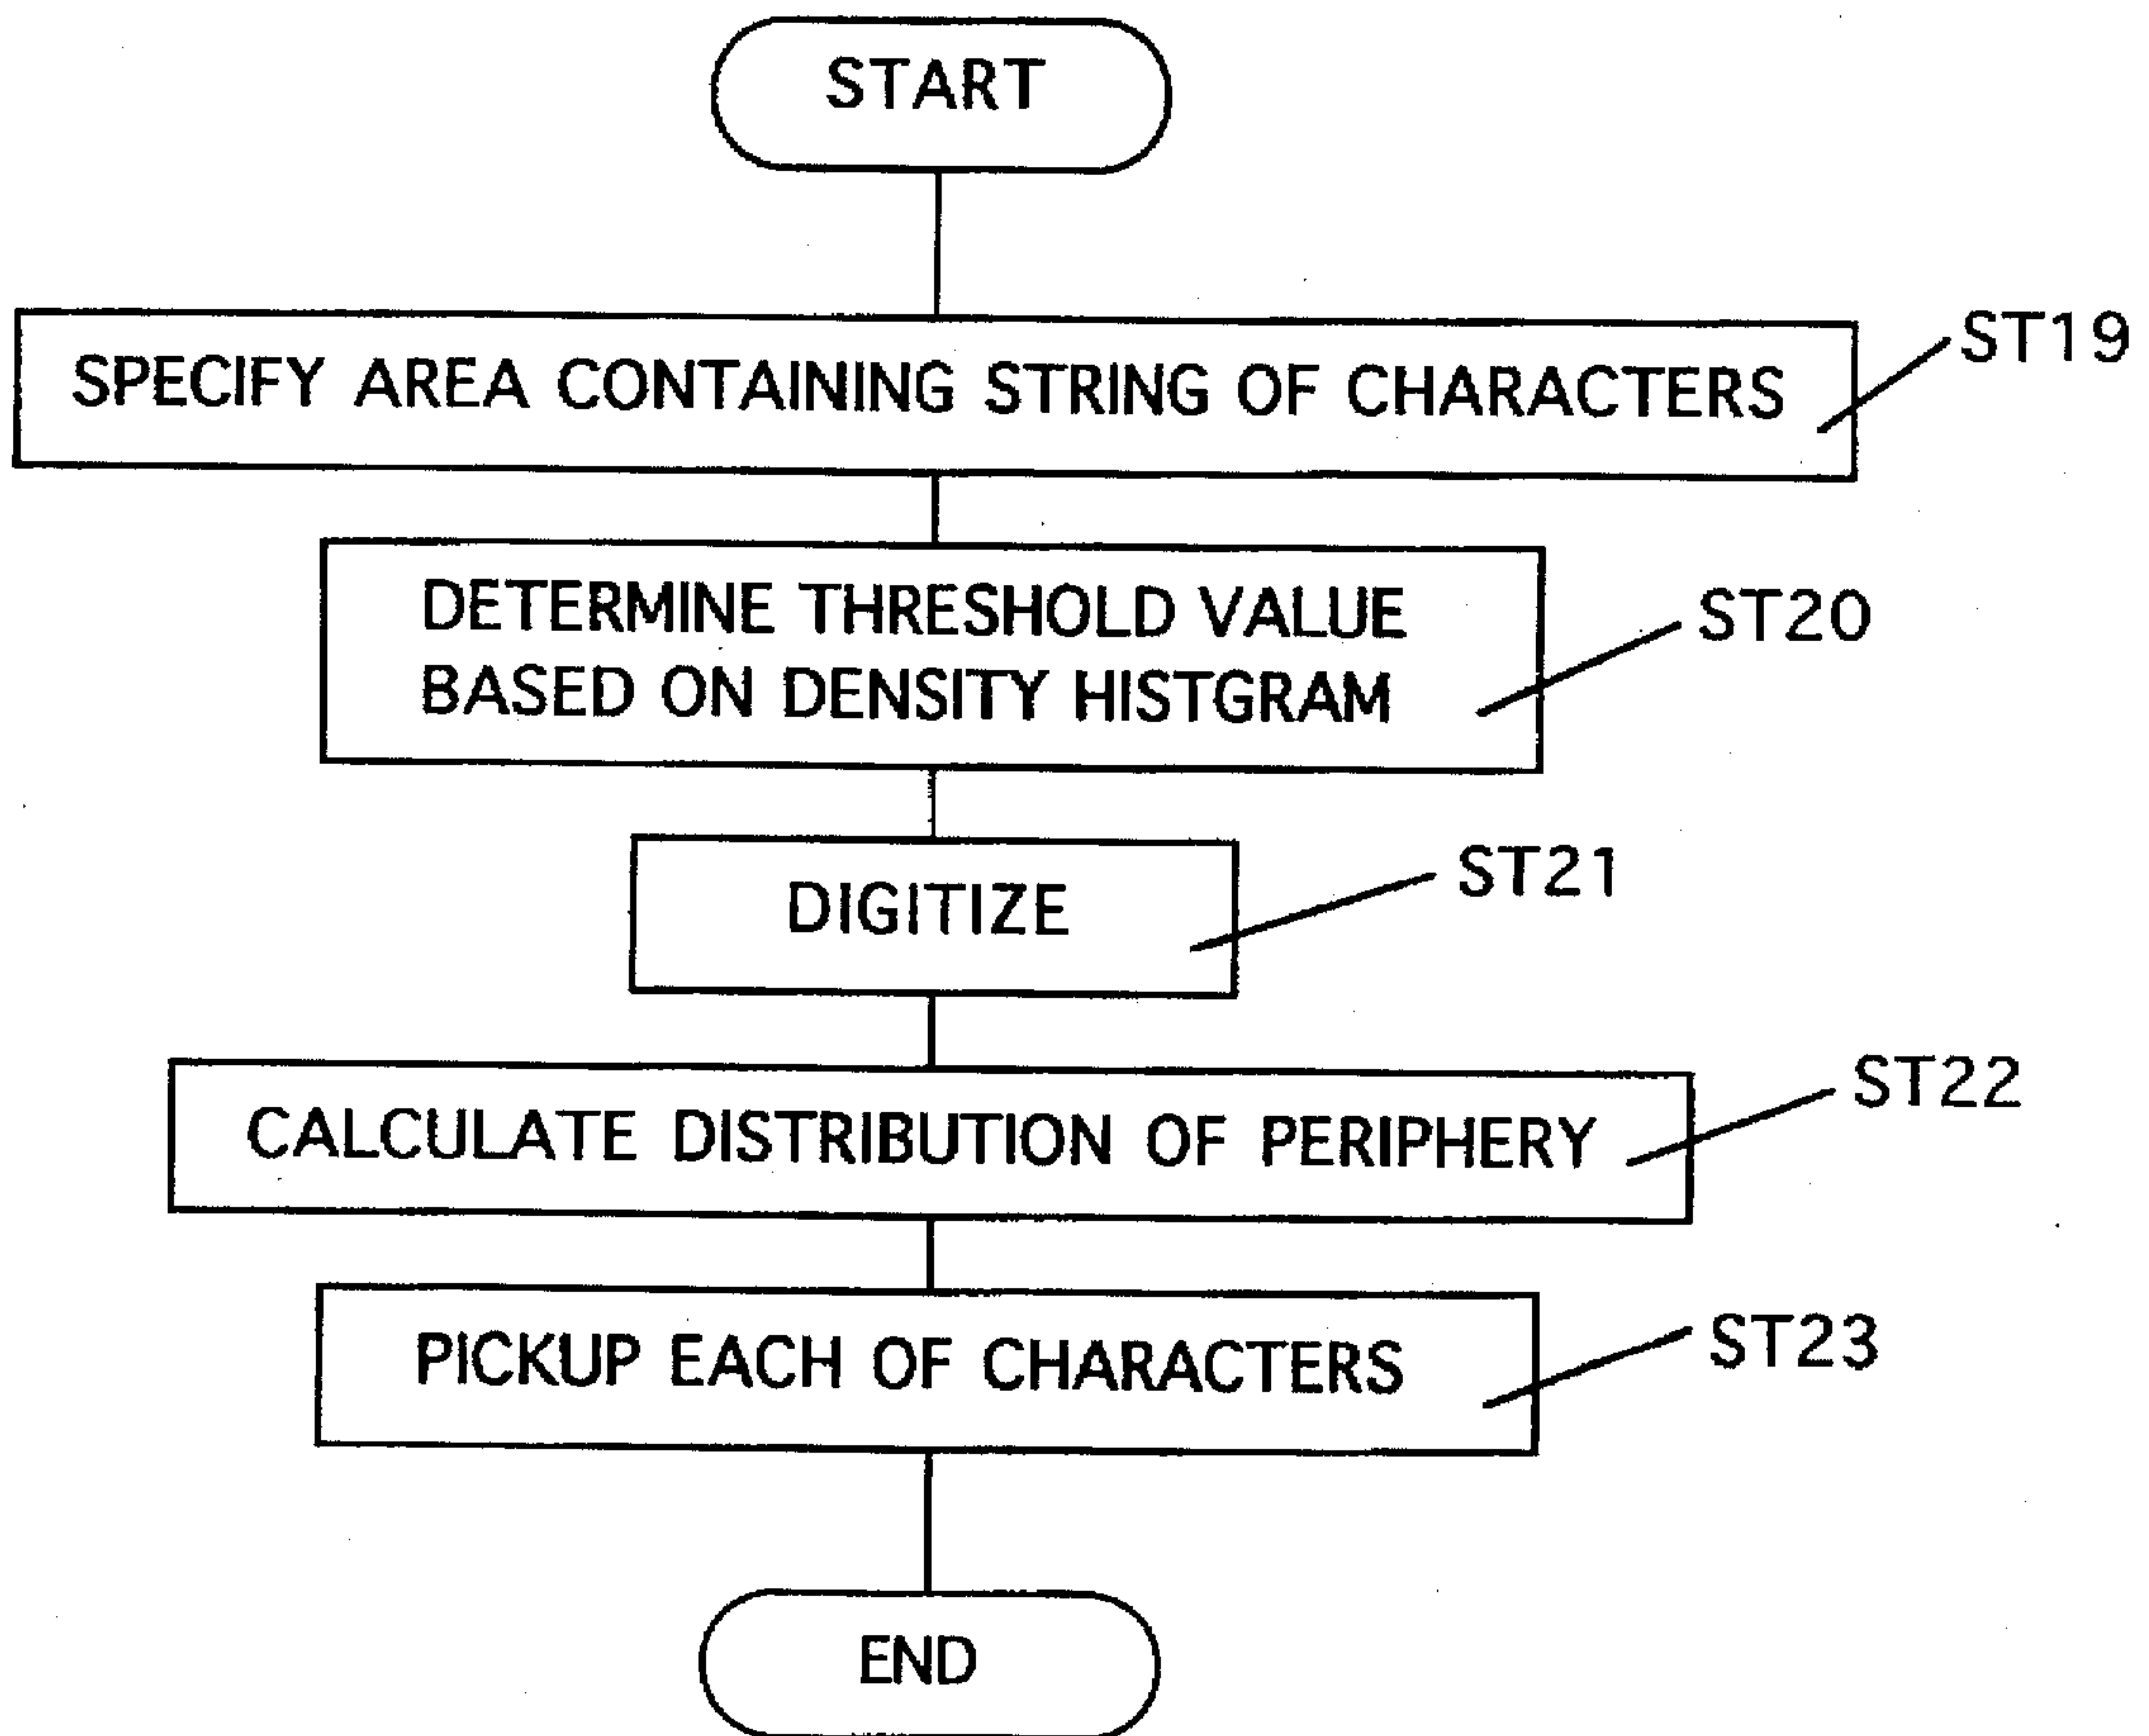 START
SPECIFY AREA CONTAINING STRING OF CHARACTERS
ST19
DETERMINE THRESHOLD VALUE
BASED ON DENSITY HISTGRAM
ST20
DIGITIZE
ST21
CALCULATE DISTRIBUTION OF PERIPHERY
ST22
PICKUP EACH OF CHARACTERS
ST23
END